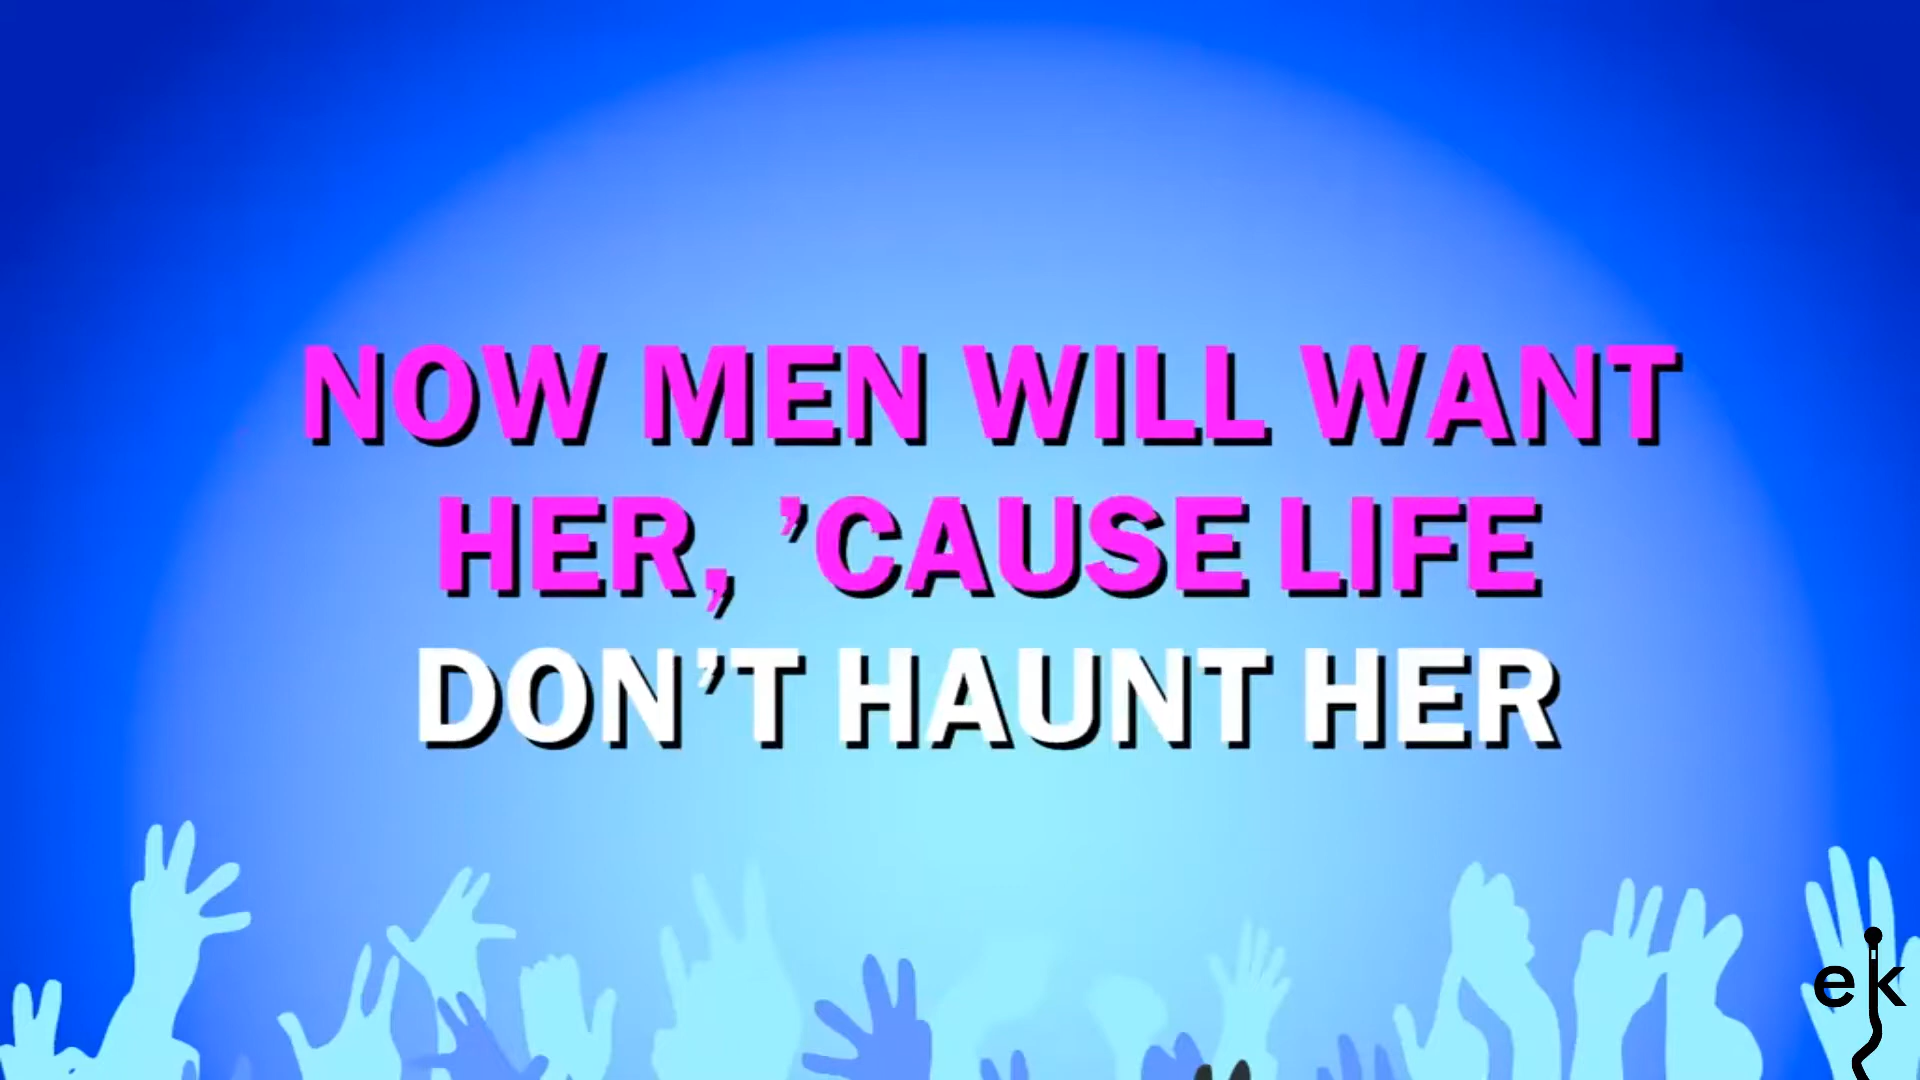 NOW MEN WILL WANT
HER, ’CAUSE LIFE
DON’T HAUNT HER
ek